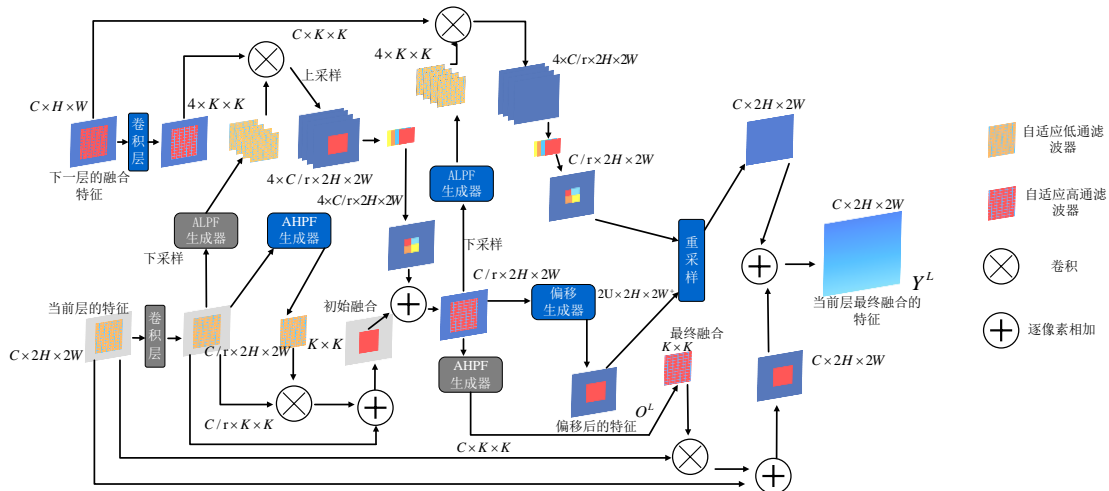 C×K×K
4×K×K
4×C/r×2H×2W
上采样
C×H×W
4×K×K
卷积层
C×2H×2W
自适应低通滤
波器
下一层的融合
特征
4×C/r×2H×2W
C/r×2H×2W
ALPF
生成器
4×C/r×2H×2W
自适应高通滤
波器
ALPF
生成器
AHPF
生成器
C×2H×2W
重采样
下采样
下采样
卷积
C/r×2H×2W
Y^L
当前层的特征
卷积层
初始融合
偏移
生成器
2U×2H×2W
当前层最终融合的
特征
最终融合
K×K
逐像素相加
C×2H×2W
C/r×2H×2W
K×K
AHPF
生成器
C×2H×2W
C/r×K×K
O^L
偏移后的特征
C×K×K